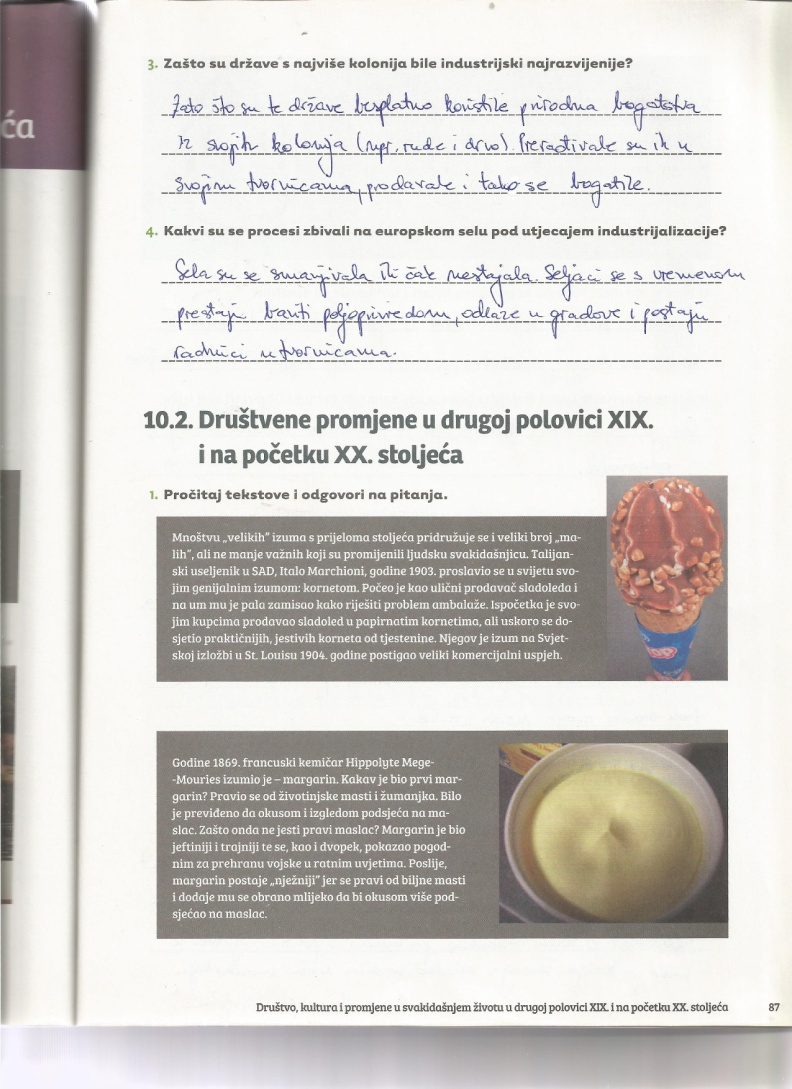 ća
3. Zašto su države s najviše kolonija bile industrijski najrazvijenije?
Zato što su te države besplatno koristile prirodna bogatstva
iz svojih kolonija (npr. rude i drvo). Prerađivale su ih u
svojim tvornicama, prodavale i tako se bogatile.
4. Kakvi su se procesi zbivali na europskom selu pod utjecajem industrijalizacije?
Sela su se smanjivala ili čak nestajala. Seljaci se s vremenom
prestaju baviti poljoprivredom, odlaze u gradove i postaju
radnici u tvornicama.
10.2. Društvene promjene u drugoj polovici XIX.
i na početku XX. stoljeća
1. Pročitaj tekstove i odgovori na pitanja.
Mnoštvu „velikih” izuma s prijeloma stoljeća pridružuje se i veliki broj „ma-
lih”, ali ne manje važnih koji su promijenili ljudsku svakidašnjicu. Talijan-
ski useljenik u SAD, Italo Marchioni, godine 1903. proslavio se u svijetu svo-
jim genijalnim izumom: kornetom. Počeo je kao ulični prodavač sladoleda i
na um mu je pala zamisao kako riješiti problem ambalaže. Ispočetka je svo-
jim kupcima prodavao sladoled u papirnatim kornetima, ali uskoro se do-
sjetio praktičnijih, jestivih korneta od tjestenine. Njegov je izum na Svjet-
skoj izložbi u St. Louisu 1904. godine postigao veliki komercijalni uspjeh.
Godine 1869. francuski kemičar Hippolyte Mege-
-Mouries izumio je – margarin. Kakav je bio prvi mar-
garin? Pravio se od životinjske masti i žumanjka. Bilo
je previđeno da okusom i izgledom podsjeća na ma-
slac. Zašto onda ne jesti pravi maslac? Margarin je bio
jeftiniji i trajniji te se, kao i dvopek, pokazao pogod-
nim za prehranu vojske u ratnim uvjetima. Poslije,
margarin postaje „nježniji” jer se pravi od biljne masti
i dodaje mu se obrano mlijeko da bi okusom više pod-
sjećao na maslac.
Društvo, kultura i promjene u svakidašnjem životu u drugoj polovici XIX. i na početku XX. stoljeća 87